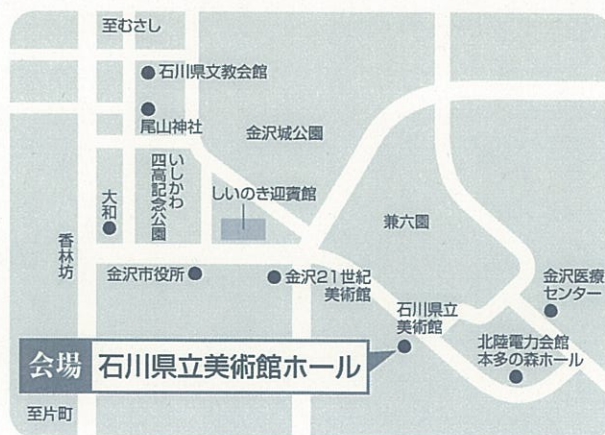 至むさし
石川県文教会館
尾山神社
金沢城公園
いしかわ
四高記念公園
しいのき迎賓館
大和
兼六園
香林坊
金沢市役所
金沢21世紀
美術館
金沢医療
センター
石川県立
美術館
北陸電力会館
本多の森ホール
会場 石川県立美術館ホール
至片町